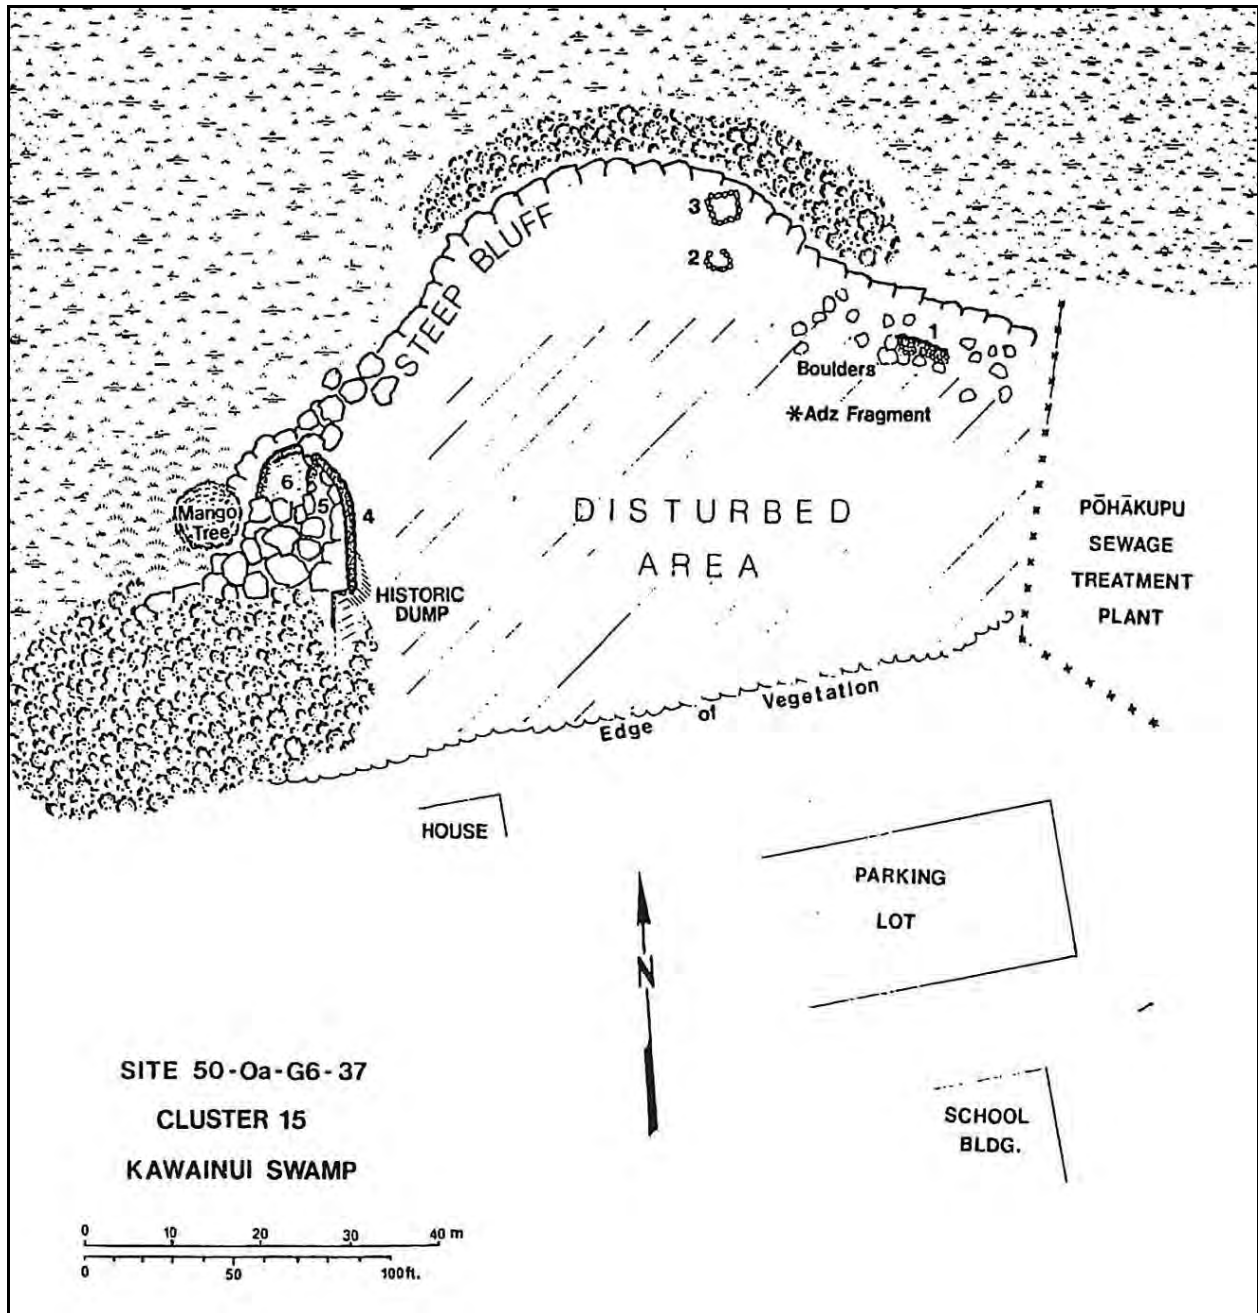 3
STEEP BLUFF
2
1
Boulders
*Adz Fragment
6
5
4
Mango
Tree
DISTURBED
AREA
PŌHĀKUPU
SEWAGE
TREATMENT
PLANT
HISTORIC
DUMP
Edge of Vegetation
HOUSE
PARKING
LOT
N
SITE 50-Oa-G6-37
CLUSTER 15
KAWAINUI SWAMP
SCHOOL
BLDG.
0 10 20 30 40 m
0 50 100 ft.